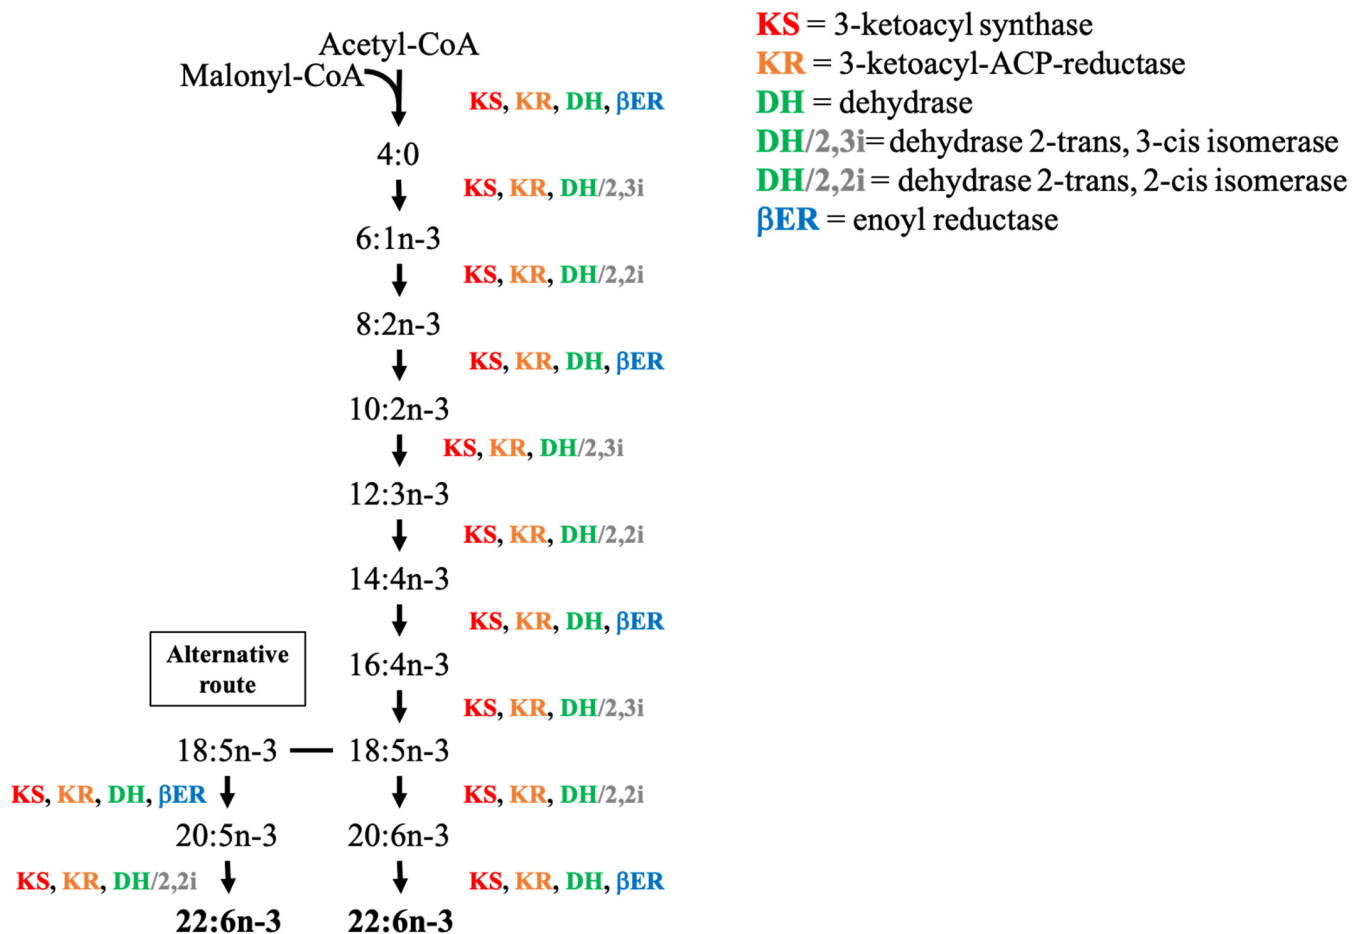 Acetyl-CoA
Malonyl-CoA
KS, KR, DH, βER
4:0
KS, KR, DH/2,3i
6:1n-3
KS, KR, DH/2,2i
8:2n-3
KS, KR, DH, βER
10:2n-3
KS, KR, DH/2,3i
12:3n-3
KS, KR, DH/2,2i
14:4n-3
KS, KR, DH, βER
Alternative
route
16:4n-3
KS, KR, DH/2,3i
18:5n-3 18:5n-3
KS, KR, DH, βER KS, KR, DH/2,2i
20:5n-3 20:6n-3
KS, KR, DH/2,2i KS, KR, DH, βER
22:6n-3 22:6n-3
KS = 3-ketoacyl synthase
KR = 3-ketoacyl-ACP-reductase
DH = dehydrase
DH/2,3i= dehydrase 2-trans, 3-cis isomerase
DH/2,2i = dehydrase 2-trans, 2-cis isomerase
βER = enoyl reductase